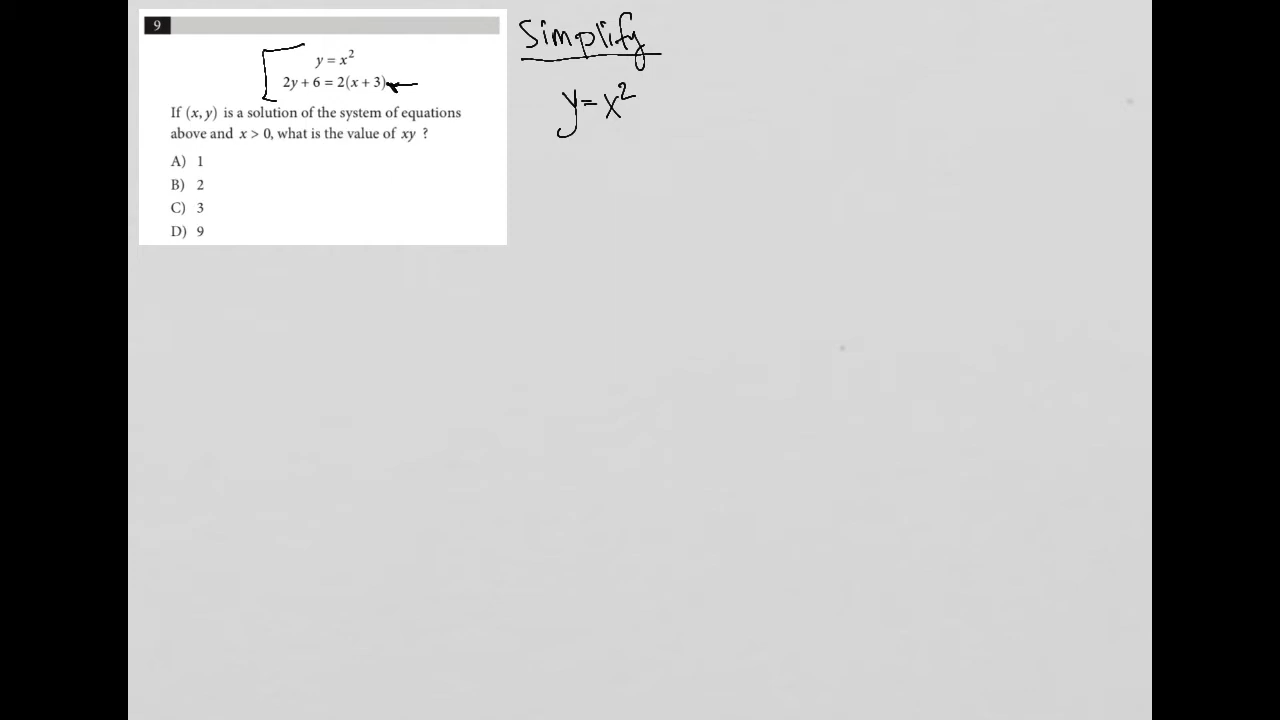 9
y = x²
2y + 6 = 2(x + 3)
If (x, y) is a solution of the system of equations
above and x > 0, what is the value of xy ?
A) 1
B) 2
C) 3
D) 9
Simplify
y = x²